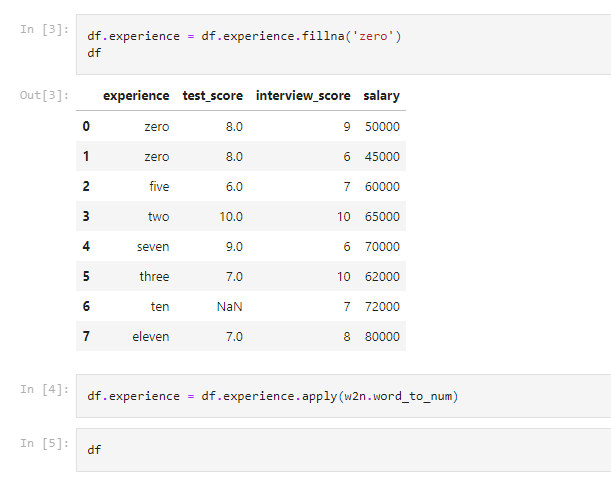 In [3]: df.experience = df.experience.fillna('zero')
df
Out[3]: experience test_score interview_score salary
0 zero 8.0 9 50000
1 zero 8.0 6 45000
2 five 6.0 7 60000
3 two 10.0 10 65000
4 seven 9.0 6 70000
5 three 7.0 10 62000
6 ten NaN 7 72000
7 eleven 7.0 8 80000
In [4]: df.experience = df.experience.apply(w2n.word_to_num)
In [5]: df